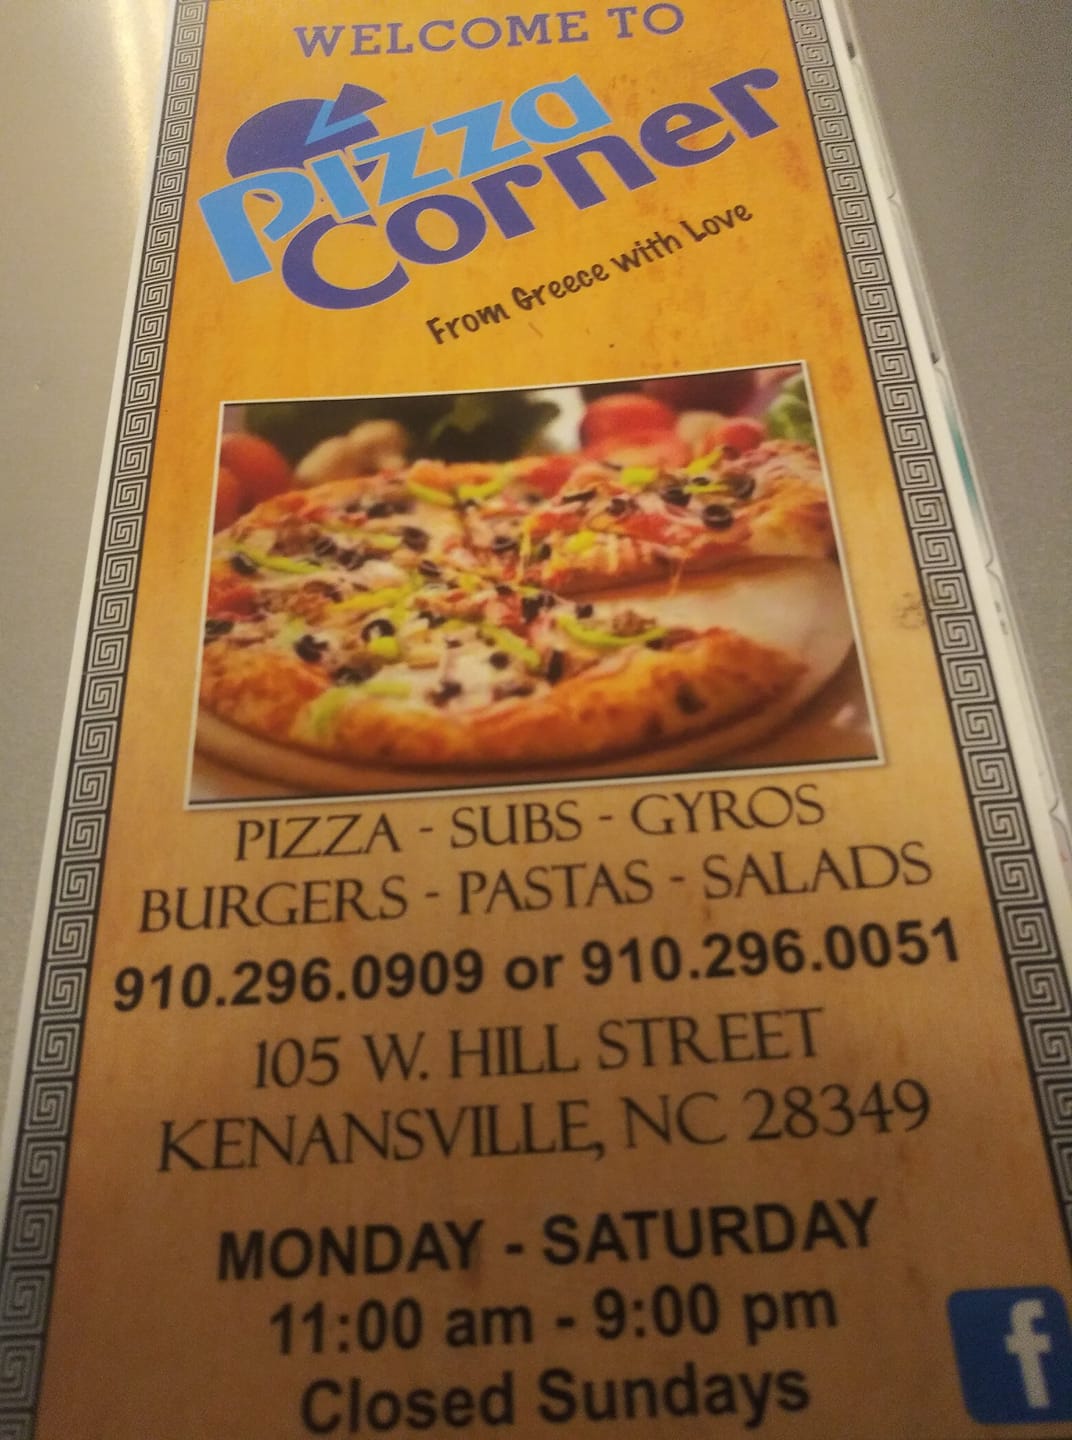 WELCOME TO
Pizza
Corner
From Greece with Love
PIZZA - SUBS - GYROS
BURGERS - PASTAS - SALADS
910.296.0909 or 910.296.0051
105 W. HILL STREET
KENANSVILLE, NC 28349
MONDAY - SATURDAY
11:00 am - 9:00 pm
Closed Sundays
f